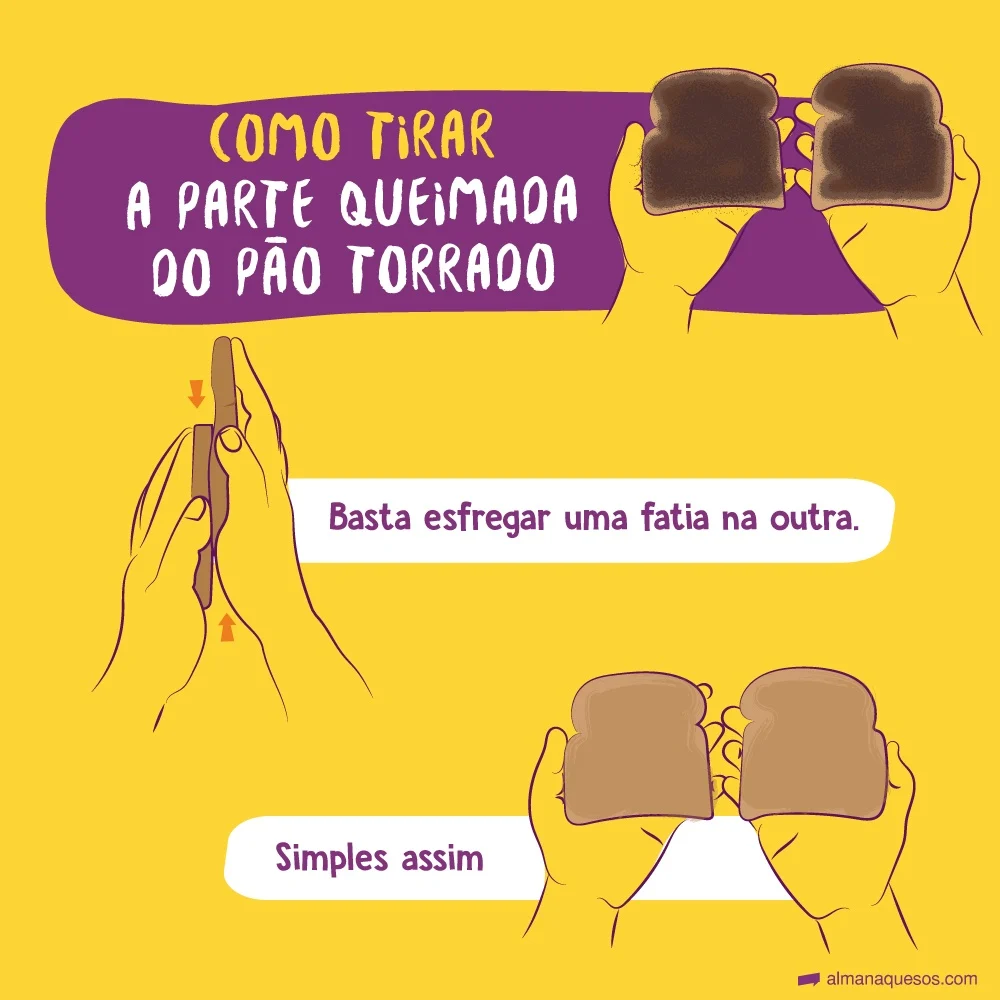 COMO TIRAR
A PARTE QUEIMADA
DO PÃO TORRADO
Basta esfregar uma fatia na outra.
Simples assim
almanaquesos.com